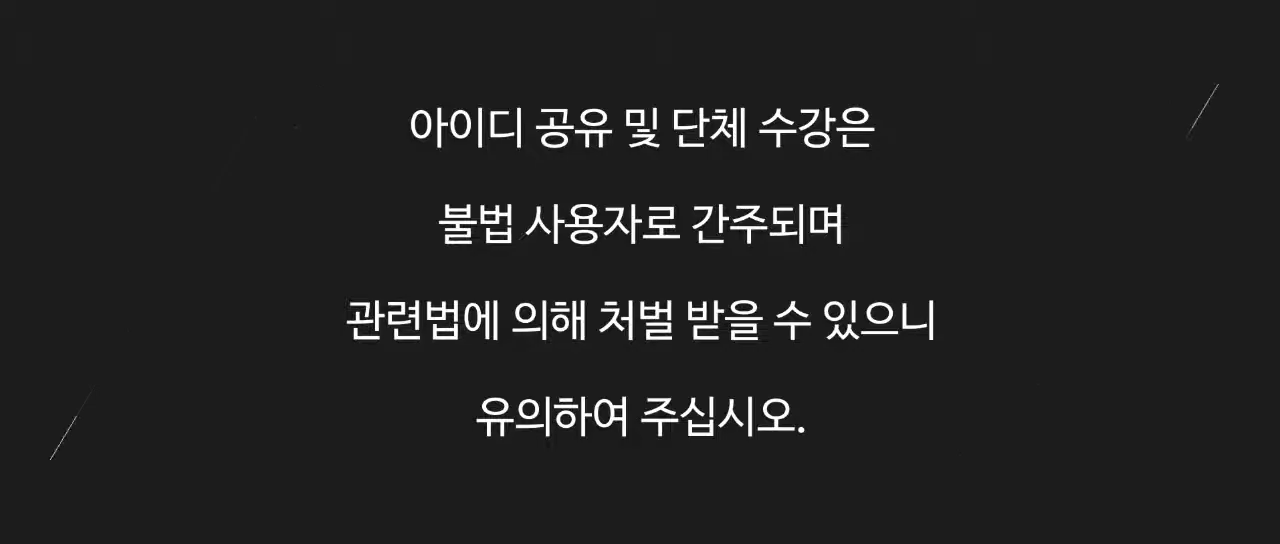 아이디 공유 및 단체 수강은
불법 사용자로 간주되며
관련법에 의해 처벌 받을 수 있으니
유의하여 주십시오.